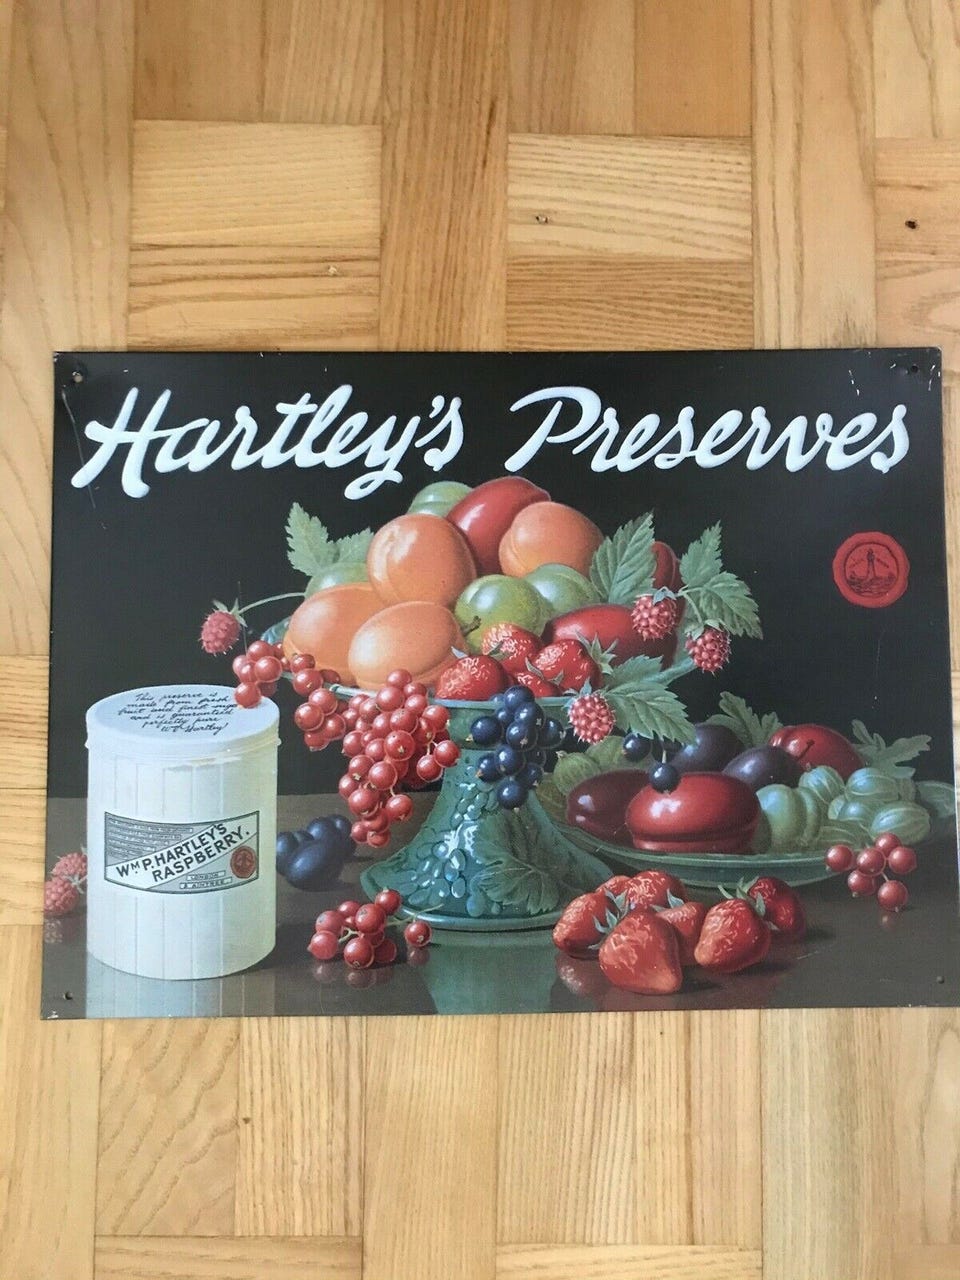 Hartley's Preserves
This preserve is
made from fresh
fruit and finest sugar
and is guaranteed
perfectly pure
W P Hartley
WM P. HARTLEY'S
RASPBERRY.
LONDON
& AINTREE